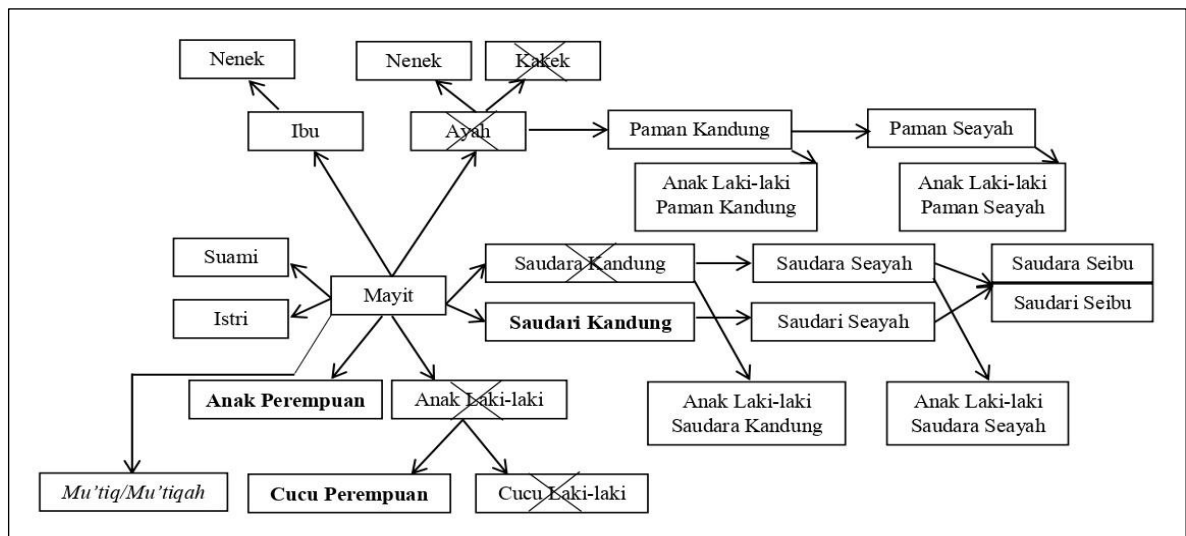 Nenek
Nenek
Kakek
Ibu
Ayah
Paman Kandung
Paman Seayah
Anak Laki-laki
Paman Kandung
Anak Laki-laki
Paman Seayah
Suami
Saudara Kandung
Saudara Seayah
Saudara Seibu
Mayit
Istri
Saudari Kandung
Saudari Seayah
Saudari Seibu
Anak Perempuan
Anak Laki-laki
Anak Laki-laki
Saudara Kandung
Anak Laki-laki
Saudara Seayah
Mu’tiq/Mu’tiqah
Cucu Perempuan
Cucu Laki-laki